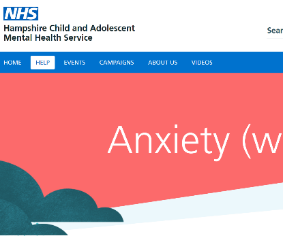 NHS
Hampshire Child and Adolescent
Mental Health Service
Sear
HOME HELP EVENTS CAMPAIGNS ABOUT US VIDEOS
Anxiety (w